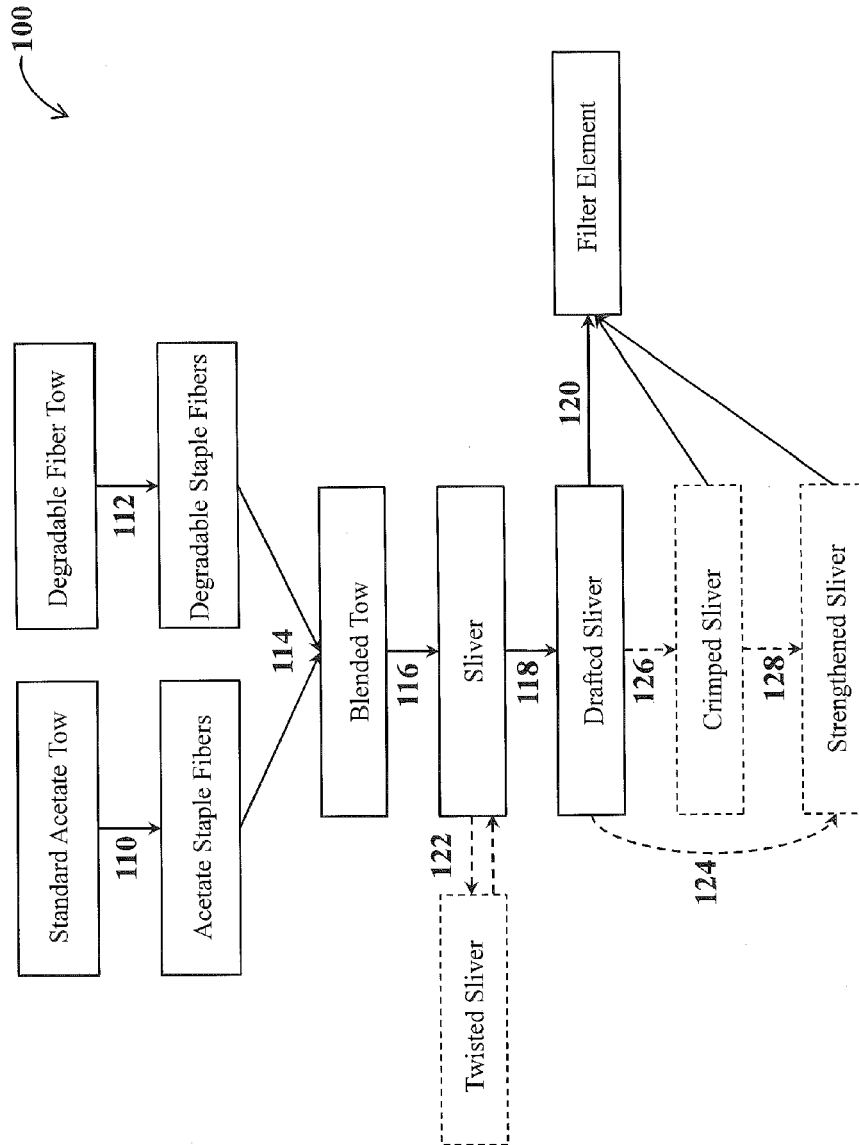 100
Standard Acetate Tow
Degradable Fiber Tow
110
112
Acetate Staple Fibers
Degradable Staple Fibers
114
Blended Tow
116
Sliver
122
Twisted Sliver
118
Drafted Sliver
120
Filter Element
126
Crimped Sliver
124
128
Strengthened Sliver